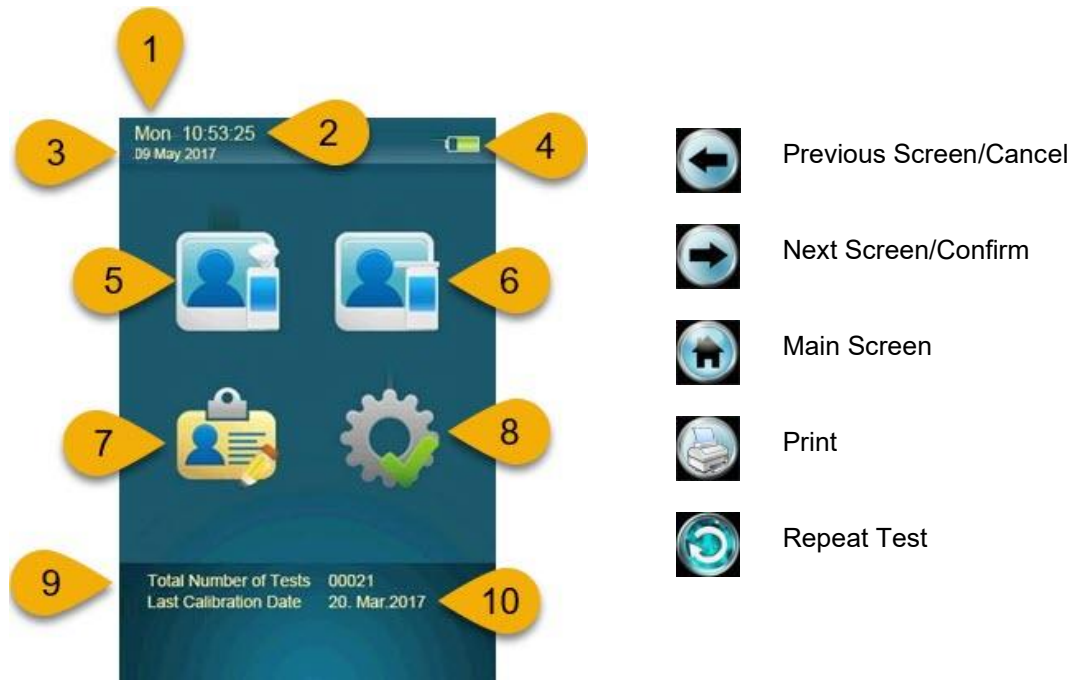 1
Mon 10:53:25
2
3
09 May 2017
4
5
6
7
8
9
Total Number of Tests 00021
Last Calibration Date 20. Mar.2017
10
Previous Screen/Cancel
Next Screen/Confirm
Main Screen
Print
Repeat Test